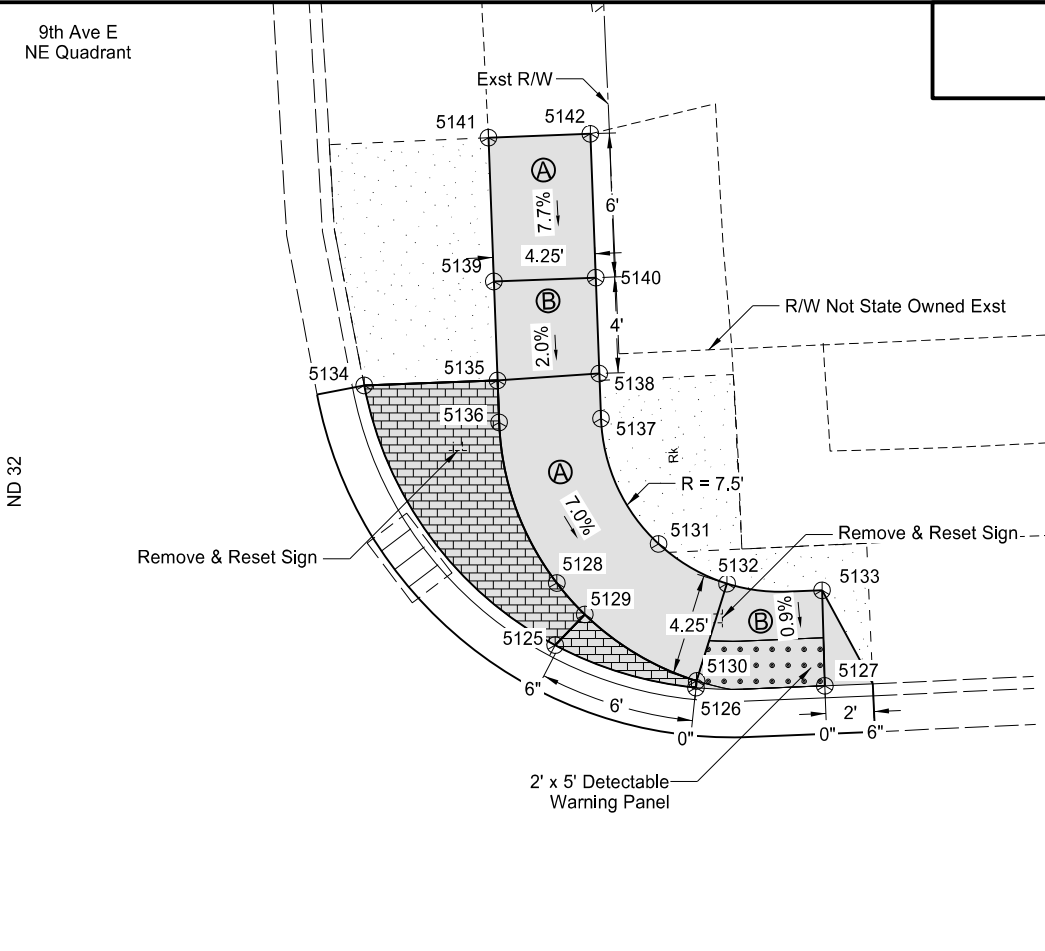 9th Ave E
NE Quadrant
Exst R/W
5141
5142
A
7.7%
6'
4.25'
5139
5140
B
2.0%
4'
R/W Not State Owned Exst
5134
5135
5138
5136
5137
ND 32
Rk
A
7.0%
R = 7.5'
Remove & Reset Sign
5131
Remove & Reset Sign
5128
5132
5133
5129
B
0.9%
4.25'
5125
5130
5127
6"
6'
5126
2'
0"
0"
6"
2' x 5' Detectable
Warning Panel